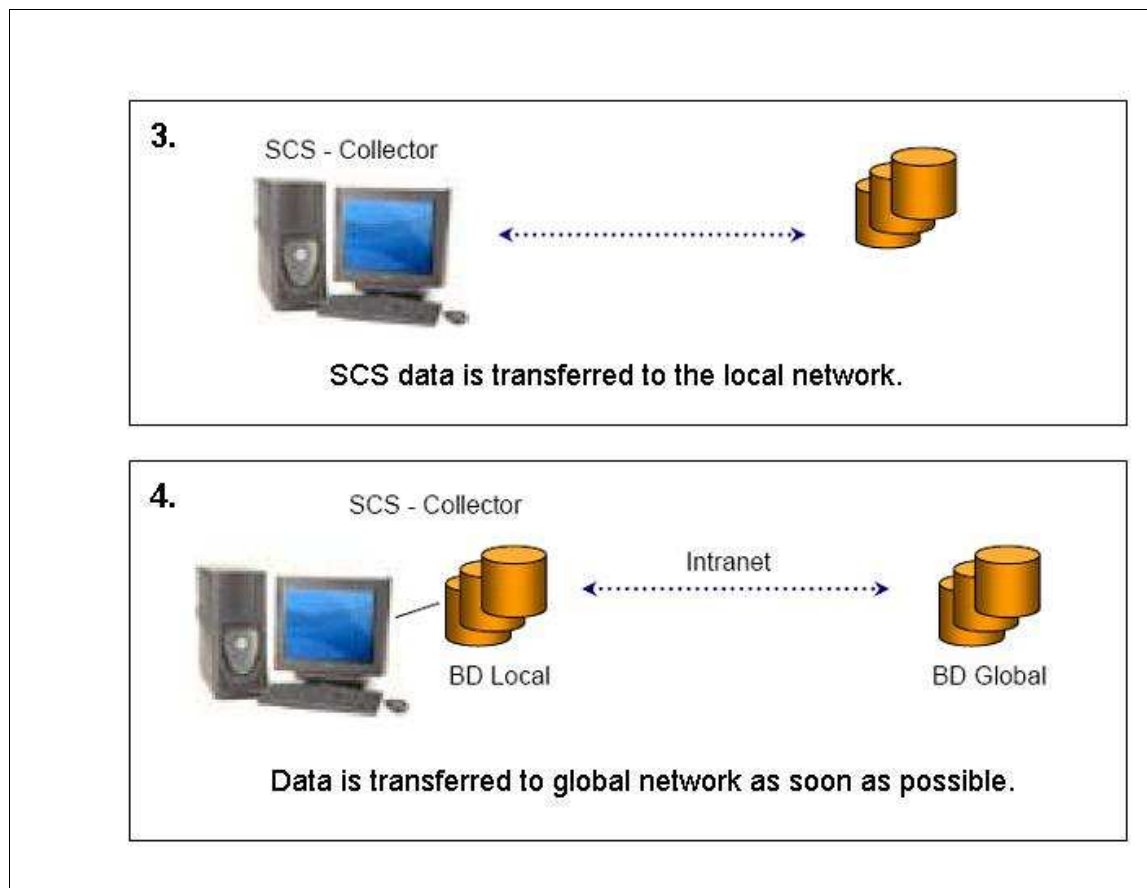 3.
SCS - Collector
SCS data is transferred to the local network.
4.
SCS - Collector
Intranet
BD Local
BD Global
Data is transferred to global network as soon as possible.